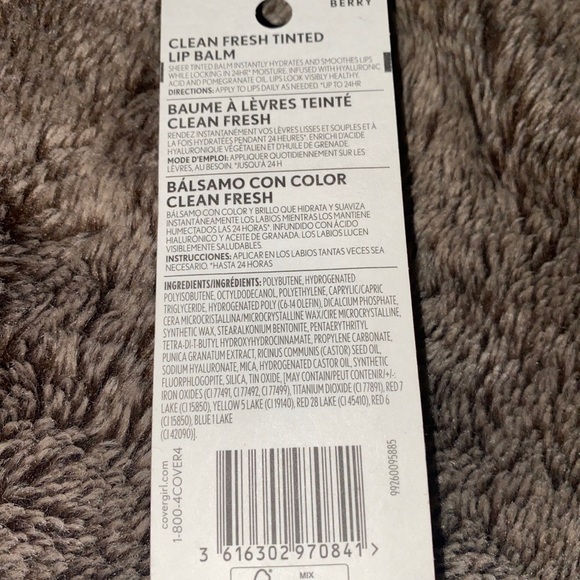 BERRY
CLEAN FRESH TINTED
LIP BALM
SHEER TINTED BALM INSTANTLY HYDRATES AND SMOOTHES LIPS
WHILE LOCKING IN 24HR* MOISTURE. INFUSED WITH HYALURONIC
ACID AND POMEGRANATE OIL. LIPS LOOK VISIBLY HEALTHY.
DIRECTIONS: APPLY TO LIPS DAILY AS NEEDED. *UP TO 24HR
BAUME À LÈVRES TEINTÉ
CLEAN FRESH
RENDEZ INSTANTANÉMENT VOS LÈVRES LISSES ET SOUPLES ET À
LA FOIS HYDRATÉES PENDANT 24 HEURES*. ENRICHI D'ACIDE
HYALURONIQUE VÉGÉTALIEN ET D'HUILE DE GRENADE.
MODE D'EMPLOI: APPLIQUER QUOTIDIENNEMENT SUR LES
LÈVRES, AU BESOIN. *JUSQU'À 24 H
BÁLSAMO CON COLOR
CLEAN FRESH
BÁLSAMO CON COLOR Y BRILLO QUE HIDRATA Y SUAVIZA
INSTANTÁNEAMENTE LOS LABIOS MIENTRAS LOS MANTIENE
HUMECTADOS LAS 24 HORAS*. INFUNDIDO CON ÁCIDO
HIALURÓNICO Y ACEITE DE GRANADA. LOS LABIOS LUCEN
VISIBLEMENTE SALUDABLES.
INSTRUCCIONES: APLICAR EN LOS LABIOS TANTAS VECES SEA
NECESARIO. *HASTA 24 HORAS
INGREDIENTS/INGRÉDIENTS: POLYBUTENE, HYDROGENATED
POLYISOBUTENE, OCTYLDODECANOL, POLYETHYLENE, CAPRYLIC/CAPRIC
TRIGLYCERIDE, HYDROGENATED POLY (C6-14 OLEFIN), DICALCIUM PHOSPHATE,
CERA MICROCRISTALLINA/MICROCRYSTALLINE WAX/CIRE MICROCRYSTALLINE,
SYNTHETIC WAX, STEARALKONIUM BENTONITE, PENTAERYTHRITYL
TETRA-DI-T-BUTYL HYDROXYHYDROCINNAMATE, PROPYLENE CARBONATE,
PUNICA GRANATUM EXTRACT, RICINUS COMMUNIS (CASTOR) SEED OIL,
SODIUM HYALURONATE, MICA, HYDROGENATED CASTOR OIL, SYNTHETIC
FLUORPHLOGOPITE, SILICA, TIN OXIDE. [MAY CONTAIN/PEUT CONTENIR/+/-:
IRON OXIDES (CI 77491, CI 77492, CI 77499), TITANIUM DIOXIDE (CI 77891), RED 7
LAKE (CI 15850), YELLOW 5 LAKE (CI 19140), RED 28 LAKE (CI 45410), RED 6
(CI 15850), BLUE 1 LAKE
(CI 42090)].
covergirl.com
1-800-4COVER4
99260095885
3 616302 970841 >
MIX